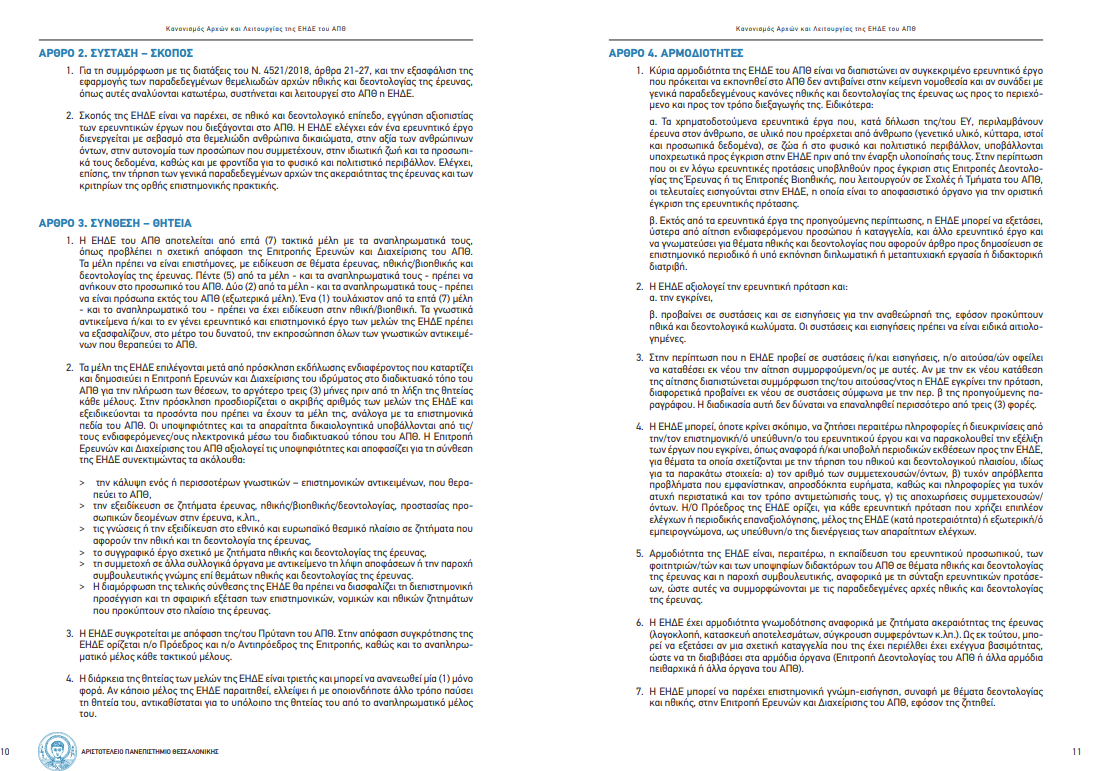 Κανονισμός Αρχών και Λειτουργίας της ΕΗΔΕ του ΑΠΘ
ΑΡΘΡΟ 2. ΣΥΣΤΑΣΗ – ΣΚΟΠΟΣ
1. Για τη συμμόρφωση με τις διατάξεις του Ν. 4521/2018, άρθρα 21-27, και την εξασφάλιση της
εφαρμογής των παραδεδεγμένων θεμελιωδών αρχών ηθικής και δεοντολογίας της έρευνας,
όπως αυτές αναλύονται κατωτέρω, συστήνεται και λειτουργεί στο ΑΠΘ η ΕΗΔΕ.
2. Σκοπός της ΕΗΔΕ είναι να παρέχει, σε ηθικό και δεοντολογικό επίπεδο, εγγύηση αξιοπιστίας
των ερευνητικών έργων που διεξάγονται στο ΑΠΘ. Η ΕΗΔΕ ελέγχει εάν ένα ερευνητικό έργο
διενεργείται με σεβασμό στα θεμελιώδη ανθρώπινα δικαιώματα, στην αξία των ανθρώπινων
όντων, στην αυτονομία των προσώπων που συμμετέχουν, στην ιδιωτική ζωή και τα προσωπι-
κά τους δεδομένα, καθώς και με φροντίδα για το φυσικό και πολιτιστικό περιβάλλον. Ελέγχει,
επίσης, την τήρηση των γενικά παραδεδεγμένων αρχών της ακεραιότητας της έρευνας και των
κριτηρίων της ορθής επιστημονικής πρακτικής.
ΑΡΘΡΟ 3. ΣΥΝΘΕΣΗ – ΘΗΤΕΙΑ
1. Η ΕΗΔΕ του ΑΠΘ αποτελείται από επτά (7) τακτικά μέλη με τα αναπληρωματικά τους,
όπως προβλέπει η σχετική απόφαση της Επιτροπής Ερευνών και Διαχείρισης του ΑΠΘ.
Τα μέλη πρέπει να είναι επιστήμονες, με ειδίκευση σε θέματα έρευνας, ηθικής/βιοηθικής και
δεοντολογίας της έρευνας. Πέντε (5) από τα μέλη - και τα αναπληρωματικά τους - πρέπει να
ανήκουν στο προσωπικό του ΑΠΘ. Δύο (2) από τα μέλη - και τα αναπληρωματικά τους - πρέπει
να είναι πρόσωπα εκτός του ΑΠΘ (εξωτερικά μέλη). Ένα (1) τουλάχιστον από τα επτά (7) μέλη
- και το αναπληρωματικό του - πρέπει να έχει ειδίκευση στην ηθική/βιοηθική. Τα γνωστικά
αντικείμενα ή/και το εν γένει ερευνητικό και επιστημονικό έργο των μελών της ΕΗΔΕ πρέπει
να εξασφαλίζουν, στο μέτρο του δυνατού, την εκπροσώπηση όλων των γνωστικών αντικειμέ-
νων που θεραπεύει το ΑΠΘ.
2. Τα μέλη της ΕΗΔΕ επιλέγονται μετά από πρόσκληση εκδήλωσης ενδιαφέροντος που καταρτίζει
και δημοσιεύει η Επιτροπή Ερευνών και Διαχείρισης του ιδρύματος στο διαδικτυακό τόπο του
ΑΠΘ για την πλήρωση των θέσεων, το αργότερο τρεις (3) μήνες πριν από τη λήξη της θητείας
κάθε μέλους. Στην πρόσκληση προσδιορίζεται ο ακριβής αριθμός των μελών της ΕΗΔΕ και
εξειδικεύονται τα προσόντα που πρέπει να έχουν τα μέλη της, ανάλογα με τα επιστημονικά
πεδία του ΑΠΘ. Οι υποψηφιότητες και τα απαραίτητα δικαιολογητικά υποβάλλονται από τις/
τους ενδιαφερόμενες/ους ηλεκτρονικά μέσω του διαδικτυακού τόπου του ΑΠΘ. Η Επιτροπή
Ερευνών και Διαχείρισης του ΑΠΘ αξιολογεί τις υποψηφιότητες και αποφασίζει για τη σύνθεση
της ΕΗΔΕ συνεκτιμώντας τα ακόλουθα:
> την κάλυψη ενός ή περισσοτέρων γνωστικών – επιστημονικών αντικειμένων, που θερα-
πεύει το ΑΠΘ,
> την εξειδίκευση σε ζητήματα έρευνας, ηθικής/βιοηθικής/δεοντολογίας, προστασίας προ-
σωπικών δεομένων στην έρευνα, κ.λπ.,
> τις γνώσεις ή την εξειδίκευση στο εθνικό και ευρωπαϊκό θεσμικό πλαίσιο σε ζητήματα που
αφορούν την ηθική και τη δεοντολογία της έρευνας,
> το συγγραφικό έργο σχετικό με ζητήματα ηθικής και δεοντολογίας της έρευνας,
> τη συμμετοχή σε άλλα συλλογικά όργανα με αντικείμενο τη λήψη αποφάσεων ή την παροχή
συμβουλευτικής γνώμης επί θεμάτων ηθικής και δεοντολογίας της έρευνας.
> Η διαμόρφωση της τελικής σύνθεσης της ΕΗΔΕ θα πρέπει να διασφαλίζει τη διεπιστημονική
προσέγγιση και τη σφαιρική εξέταση των επιστημονικών, νομικών και ηθικών ζητημάτων
που προκύπτουν στο πλαίσιο της έρευνας.
3. Η ΕΗΔΕ συγκροτείται με απόφαση της/του Πρύτανη του ΑΠΘ. Στην απόφαση συγκρότησης της
ΕΗΔΕ ορίζεται η/ο Πρόεδρος και η/ο Αντιπρόεδρος της Επιτροπής, καθώς και το αναπληρω-
ματικό μέλος κάθε τακτικού μέλους.
4. Η διάρκεια της θητείας των μελών της ΕΗΔΕ είναι τριετής και μπορεί να ανανεωθεί μία (1) μόνο
φορά. Αν κάποιο μέλος της ΕΗΔΕ παραιτηθεί, ελλείψει ή με οποιονδήποτε άλλο τρόπο παύσει
τη θητεία του, αντικαθίσταται για το υπόλοιπο της θητείας του από το αναπληρωματικό μέλος
του.
10
ΑΡΙΣΤΟΤΕΛΕΙΟ ΠΑΝΕΠΙΣΤΗΜΙΟ ΘΕΣΣΑΛΟΝΙΚΗΣ
Κανονισμός Αρχών και Λειτουργίας της ΕΗΔΕ του ΑΠΘ
ΑΡΘΡΟ 4. ΑΡΜΟΔΙΟΤΗΤΕΣ
1. Κύρια αρμοδιότητα της ΕΗΔΕ του ΑΠΘ είναι να διαπιστώνει αν συγκεκριμένο ερευνητικό έργο
που πρόκειται να εκπονηθεί στο ΑΠΘ δεν αντιβαίνει στην κείμενη νομοθεσία και αν συνάδει με
γενικά παραδεδεγμένους κανόνες ηθικής και δεοντολογίας της έρευνας ως προς το περιεχό-
μενο και προς τον τρόπο διεξαγωγής της. Ειδικότερα:
α. Τα χρηματοδοτούμενα ερευνητικά έργα που, κατά δήλωση της/του ΕΥ, περιλαμβάνουν
έρευνα στον άνθρωπο, σε υλικό που προέρχεται από άνθρωπο (γενετικό υλικό, κύτταρα, ιστοί
και προσωπικά δεδομένα), σε ζώα ή στο φυσικό και πολιτιστικό περιβάλλον, υποβάλλονται
υποχρεωτικά προς έγκριση στην ΕΗΔΕ πριν από την έναρξη υλοποίησής τους. Στην περίπτωση
που οι εν λόγω ερευνητικές προτάσεις υποβληθούν προς έγκριση στις Επιτροπές Δεοντολο-
γίας της Έρευνας ή τις Επιτροπές Βιοηθικής, που λειτουργούν σε Σχολές ή Τμήματα του ΑΠΘ,
οι τελευταίες εισηγούνται στην ΕΗΔΕ, η οποία είναι το αποφασιστικό όργανο για την οριστική
έγκριση της ερευνητικής πρότασης.
β. Εκτός από τα ερευνητικά έργα της προηγούμενης περίπτωσης, η ΕΗΔΕ μπορεί να εξετάσει,
ύστερα από αίτηση ενδιαφερόμενου προσώπου ή καταγγελία, και άλλο ερευνητικό έργο και
να γνωματεύσει για θέματα ηθικής και δεοντολογίας που αφορούν άρθρο προς δημοσίευση σε
επιστημονικό περιοδικό ή υπό εκπόνηση διπλωματική ή μεταπτυχιακή εργασία ή διδακτορική
διατριβή.
2. Η ΕΗΔΕ αξιολογεί την ερευνητική πρόταση και:
α. την εγκρίνει,
β. προβαίνει σε συστάσεις και σε εισηγήσεις για την αναθεώρησή της, εφόσον προκύπτουν
ηθικά και δεοντολογικά κωλύματα. Οι συστάσεις και εισηγήσεις πρέπει να είναι ειδικά αιτιολο-
γημένες.
3. Στην περίπτωση που η ΕΗΔΕ προβεί σε συστάσεις ή/και εισηγήσεις, η/ο αιτούσα/ών οφείλει
να καταθέσει εκ νέου την αίτηση συμμορφούμενη/ος με αυτές. Αν με την εκ νέου κατάθεση
της αίτησης διαπιστώνεται συμμόρφωση της/του αιτούσας/ντος η ΕΗΔΕ εγκρίνει την πρόταση,
διαφορετικά προβαίνει εκ νέου σε συστάσεις σύμφωνα με την περ. β της προηγούμενης πα-
ραγράφου. Η διαδικασία αυτή δεν δύναται να επαναληφθεί περισσότερο από τρεις (3) φορές.
4. Η ΕΗΔΕ μπορεί, όποτε κρίνει σκόπιμο, να ζητήσει περαιτέρω πληροφορίες ή διευκρινίσεις από
την/τον επιστημονική/ό υπεύθυνη/ο του ερευνητικού έργου και να παρακολουθεί την εξέλιξη
των έργων που εγκρίνει, όπως αναφορά ή/και υποβολή περιοδικών εκθέσεων προς την ΕΗΔΕ,
για θέματα τα οποία σχετίζονται με την τήρηση του ηθικού και δεοντολογικού πλαισίου, ιδίως
για τα παρακάτω στοιχεία: α) τον αριθμό των συμμετεχουσών/όντων, β) τυχόν απρόβλεπτα
προβλήματα που εμφανίστηκαν, απροσδόκητα ευρήματα, καθώς και πληροφορίες για τυχόν
ατυχή περιστατικά και τον τρόπο αντιμετώπισής τους, γ) τις αποχωρήσεις συμμετεχουσών/
όντων. Η/Ο Πρόεδρος της ΕΗΔΕ ορίζει, για κάθε ερευνητική πρόταση που χρήζει επιπλέον
ελέγχων ή περιοδικής επαναξιολόγησης, μέλος της ΕΗΔΕ (κατά προτεραιότητα) ή εξωτερική/ό
εμπειρογνώμονα, ως υπεύθυνη/ο της διενέργειας των απαραίτητων ελέγχων.
5. Αρμοδιότητα της ΕΗΔΕ είναι, περαιτέρω, η εκπαίδευση του ερευνητικού προσωπικού, των
φοιτητριών/τών και των υποψηφίων διδακτόρων του ΑΠΘ σε θέματα ηθικής και δεοντολογίας
της έρευνας και η παροχή συμβουλευτικής, αναφορικά με τη σύνταξη ερευνητικών προτάσε-
ων, ώστε αυτές να συμμορφώνονται με τις παραδεδεγμένες αρχές ηθικής και δεοντολογίας
της έρευνας.
6. Η ΕΗΔΕ έχει αρμοδιότητα γνωμοδότησης αναφορικά με ζητήματα ακεραιότητας της έρευνας
(λογοκλοπή, κατασκευή αποτελεσμάτων, σύγκρουση συμφερόντων κ.λπ.). Ως εκ τούτου, μπο-
ρεί να εξετάσει αν μια σχετική καταγγελία που της έχει περιέλθει έχει εχέγγυα βασιμότητας,
ώστε να τη διαβιβάσει στα αρμόδια όργανα (Επιτροπή Δεοντολογίας του ΑΠΘ ή άλλα αρμόδια
πειθαρχικά ή άλλα όργανα του ΑΠΘ).
7. Η ΕΗΔΕ μπορεί να παρέχει επιστημονική γνώμη-εισήγηση, συναφή με θέματα δεοντολογίας
και ηθικής, στην Επιτροπή Ερευνών και Διαχείρισης του ΑΠΘ, εφόσον της ζητηθεί.
11